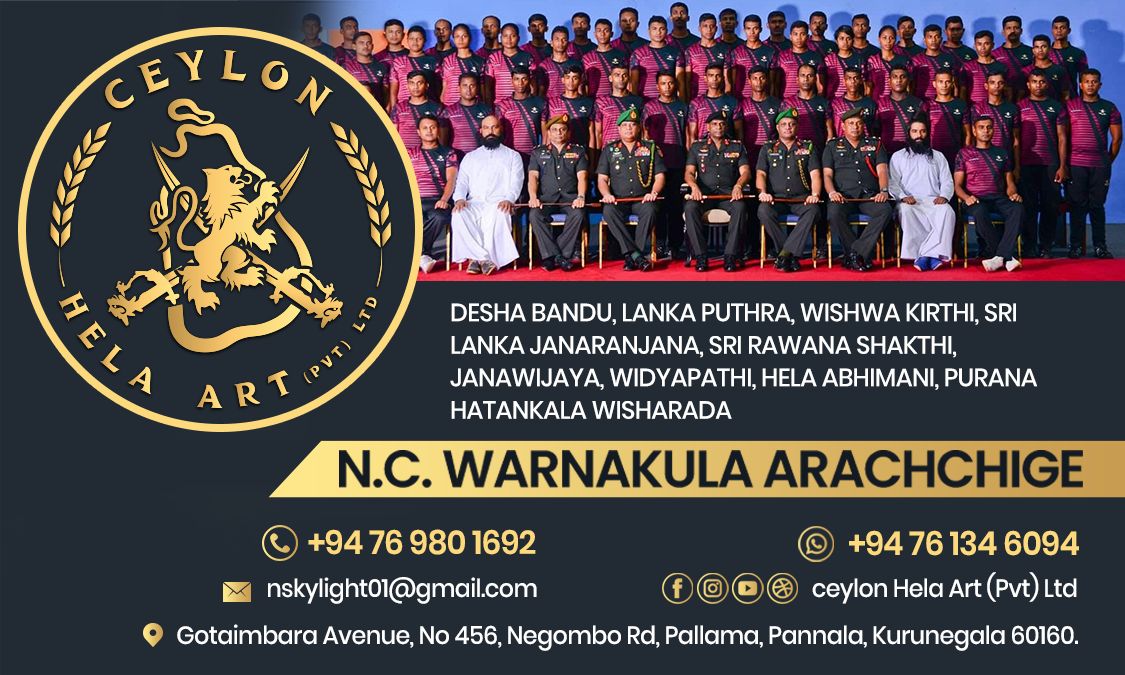 CEYLON
HELA ART (PVT) LTD
DESHA BANDU, LANKA PUTHRA, WISHWA KIRTHI, SRI
LANKA JANARANJANA, SRI RAWANA SHAKTHI,
JANAWIJAYA, WIDYAPATHI, HELA ABHIMANI, PURANA
HATANKALA WISHARADA
N.C. WARNAKULA ARACHCHIGE
+94 76 980 1692
+94 76 134 6094
nskylight01@gmail.com
ceylon Hela Art (Pvt) Ltd
Gotaimbara Avenue, No 456, Negombo Rd, Pallama, Pannala, Kurunegala 60160.